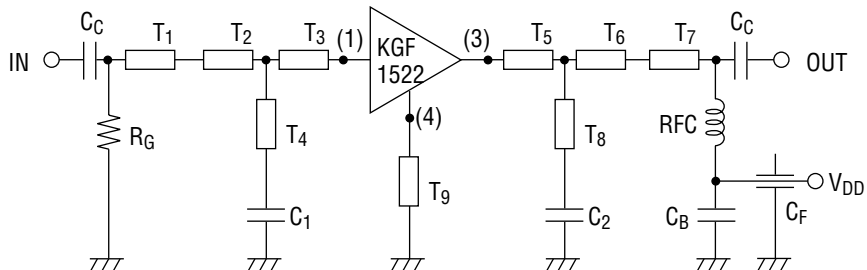 C_C T_1 T_2 T_3 (1) KGF (3) T_5 T_6 T_7 C_C
IN 1522 OUT
R_G T_4 (4) T_8 RFC
T_9 V_DD
C_1 C_2 C_B C_F